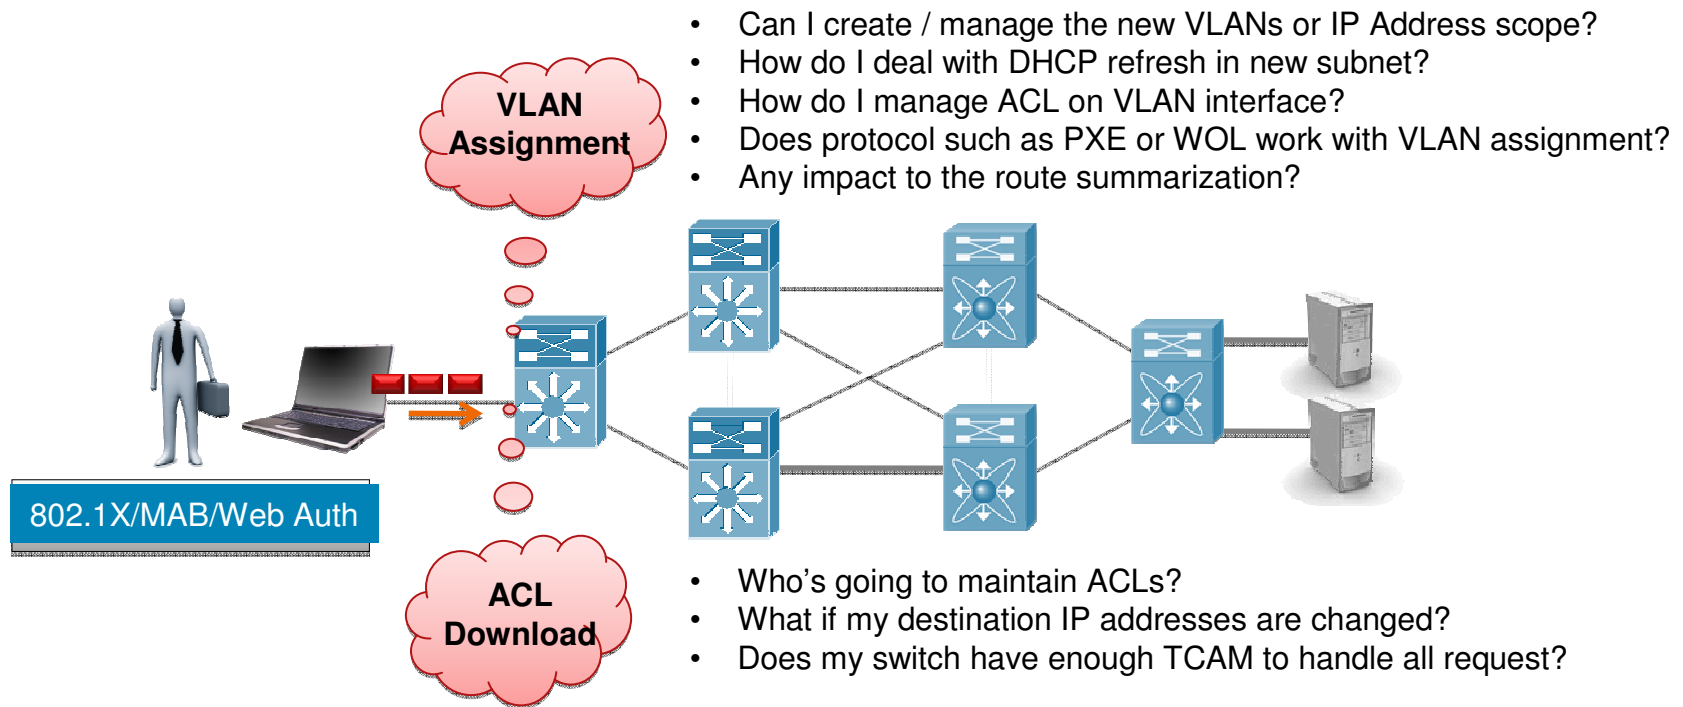 • Can I create / manage the new VLANs or IP Address scope?
• How do I deal with DHCP refresh in new subnet?
• How do I manage ACL on VLAN interface?
• Does protocol such as PXE or WOL work with VLAN assignment?
• Any impact to the route summarization?
VLAN
Assignment
802.1X/MAB/Web Auth
ACL
Download
• Who's going to maintain ACLs?
• What if my destination IP addresses are changed?
• Does my switch have enough TCAM to handle all request?